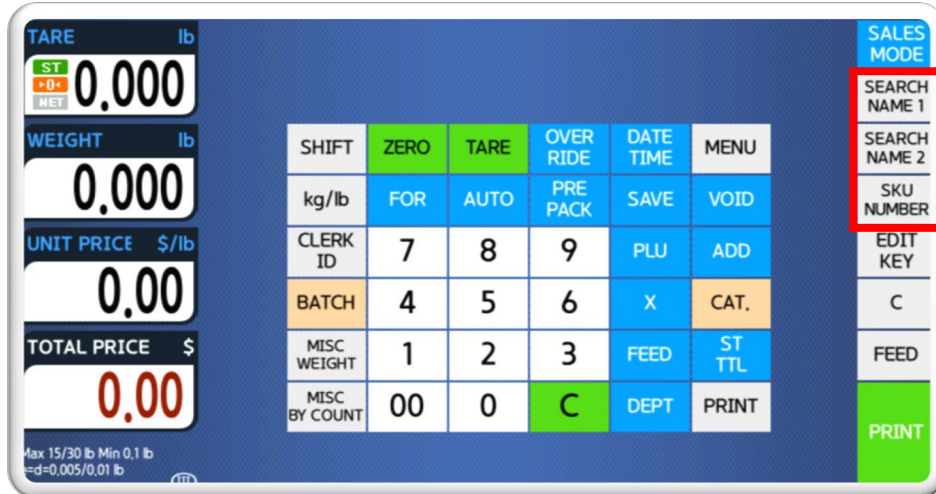 TARE lb
ST
▸0◂
NET
0.000
WEIGHT lb
0.000
UNIT PRICE $/lb
0.00
TOTAL PRICE $
0.00
Max 15/30 lb Min 0,1 lb
e=d=0,005/0,01 lb
SHIFT ZERO TARE OVER RIDE DATE TIME MENU
kg/lb FOR AUTO PRE PACK SAVE VOID
CLERK ID 7 8 9 PLU ADD
BATCH 4 5 6 X CAT.
MISC WEIGHT 1 2 3 FEED ST TTL
MISC BY COUNT 00 0 C DEPT PRINT
SALES
MODE
SEARCH
NAME 1
SEARCH
NAME 2
SKU
NUMBER
EDIT
KEY
C
FEED
PRINT